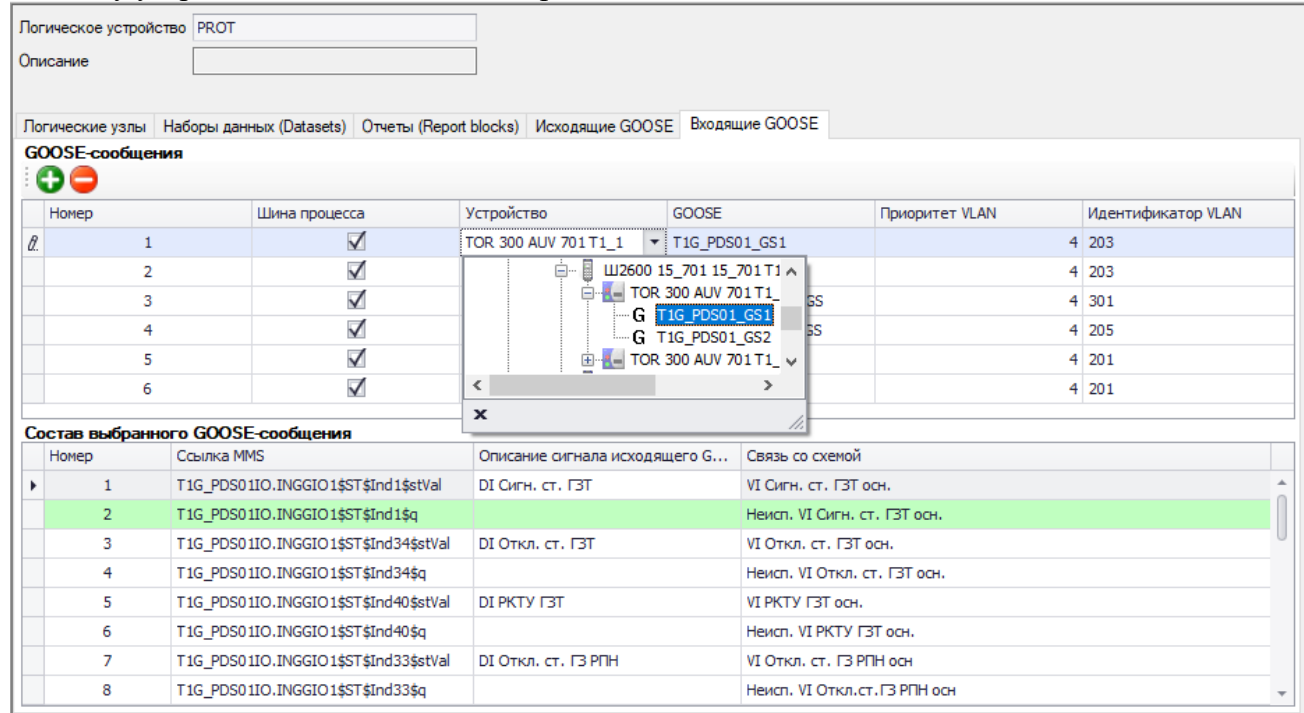 Логическое устройство PROT
Описание
Логические узлы Наборы данных (Datasets) Отчеты (Report blocks) Исходящие GOOSE Входящие GOOSE
GOOSE-сообщения
Номер Шина процесса Устройство GOOSE Приоритет VLAN Идентификатор VLAN
1 TOR 300 AUV 701 T1_1 T1G_PDS01_GS1 4 203
2 Ш2600 15_701 15_701 T1 4 203
3 TOR 300 AUV 701 T1_ GS 4 301
T1G_PDS01_GS1
4 GS 4 205
T1G_PDS01_GS2
5 TOR 300 AUV 701 T1_ 4 201
6 4 201
Состав выбранного GOOSE-сообщения
Номер Ссылка MMS Описание сигнала исходящего G... Связь со схемой
1 T1G_PDS01IO.INGGIO1$ST$Ind1$stVal DI Сигн. ст. ГЗТ VI Сигн. ст. ГЗТ осн.
2 T1G_PDS01IO.INGGIO1$ST$Ind1$q Неисп. VI Сигн. ст. ГЗТ осн.
3 T1G_PDS01IO.INGGIO1$ST$Ind34$stVal DI Откл. ст. ГЗТ VI Откл. ст. ГЗТ осн.
4 T1G_PDS01IO.INGGIO1$ST$Ind34$q Неисп. VI Откл. ст. ГЗТ осн.
5 T1G_PDS01IO.INGGIO1$ST$Ind40$stVal DI РКТУ ГЗТ VI РКТУ ГЗТ осн.
6 T1G_PDS01IO.INGGIO1$ST$Ind40$q Неисп. VI РКТУ ГЗТ осн.
7 T1G_PDS01IO.INGGIO1$ST$Ind33$stVal DI Откл. ст. ГЗ РПН VI Откл. ст. ГЗ РПН осн
8 T1G_PDS01IO.INGGIO1$ST$Ind33$q Неисп. VI Откл.ст.ГЗ РПН осн